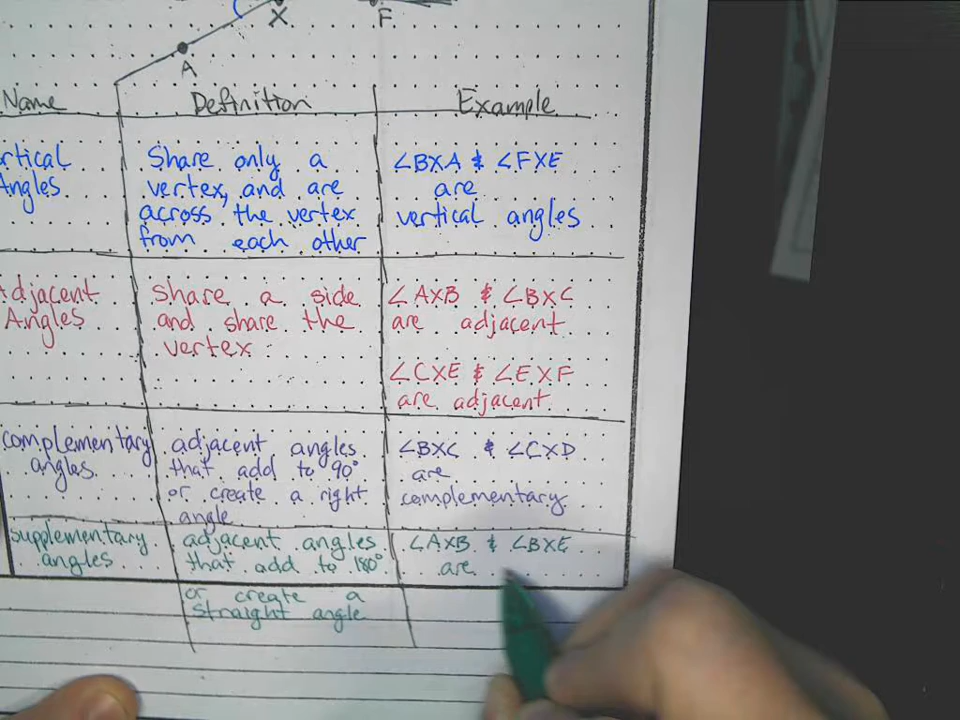 X
F
A
Name
Definition
Example
rtical
Angles
Share only a
vertex, and are
across the vertex
from each other
∠BXA & ∠FXE
are
vertical angles
Adjacent
Angles
Share a side
and share the
vertex
∠AXB & ∠BXC
are adjacent
∠CXE & ∠EXF
are adjacent
complementary
angles
adjacent angles
that add to 90°
or create a right
angle
∠BXC & ∠CXD
are
complementary
supplementary
angles
adjacent angles
that add to 180°
or create a
straight angle
∠AXB & ∠BXE
are